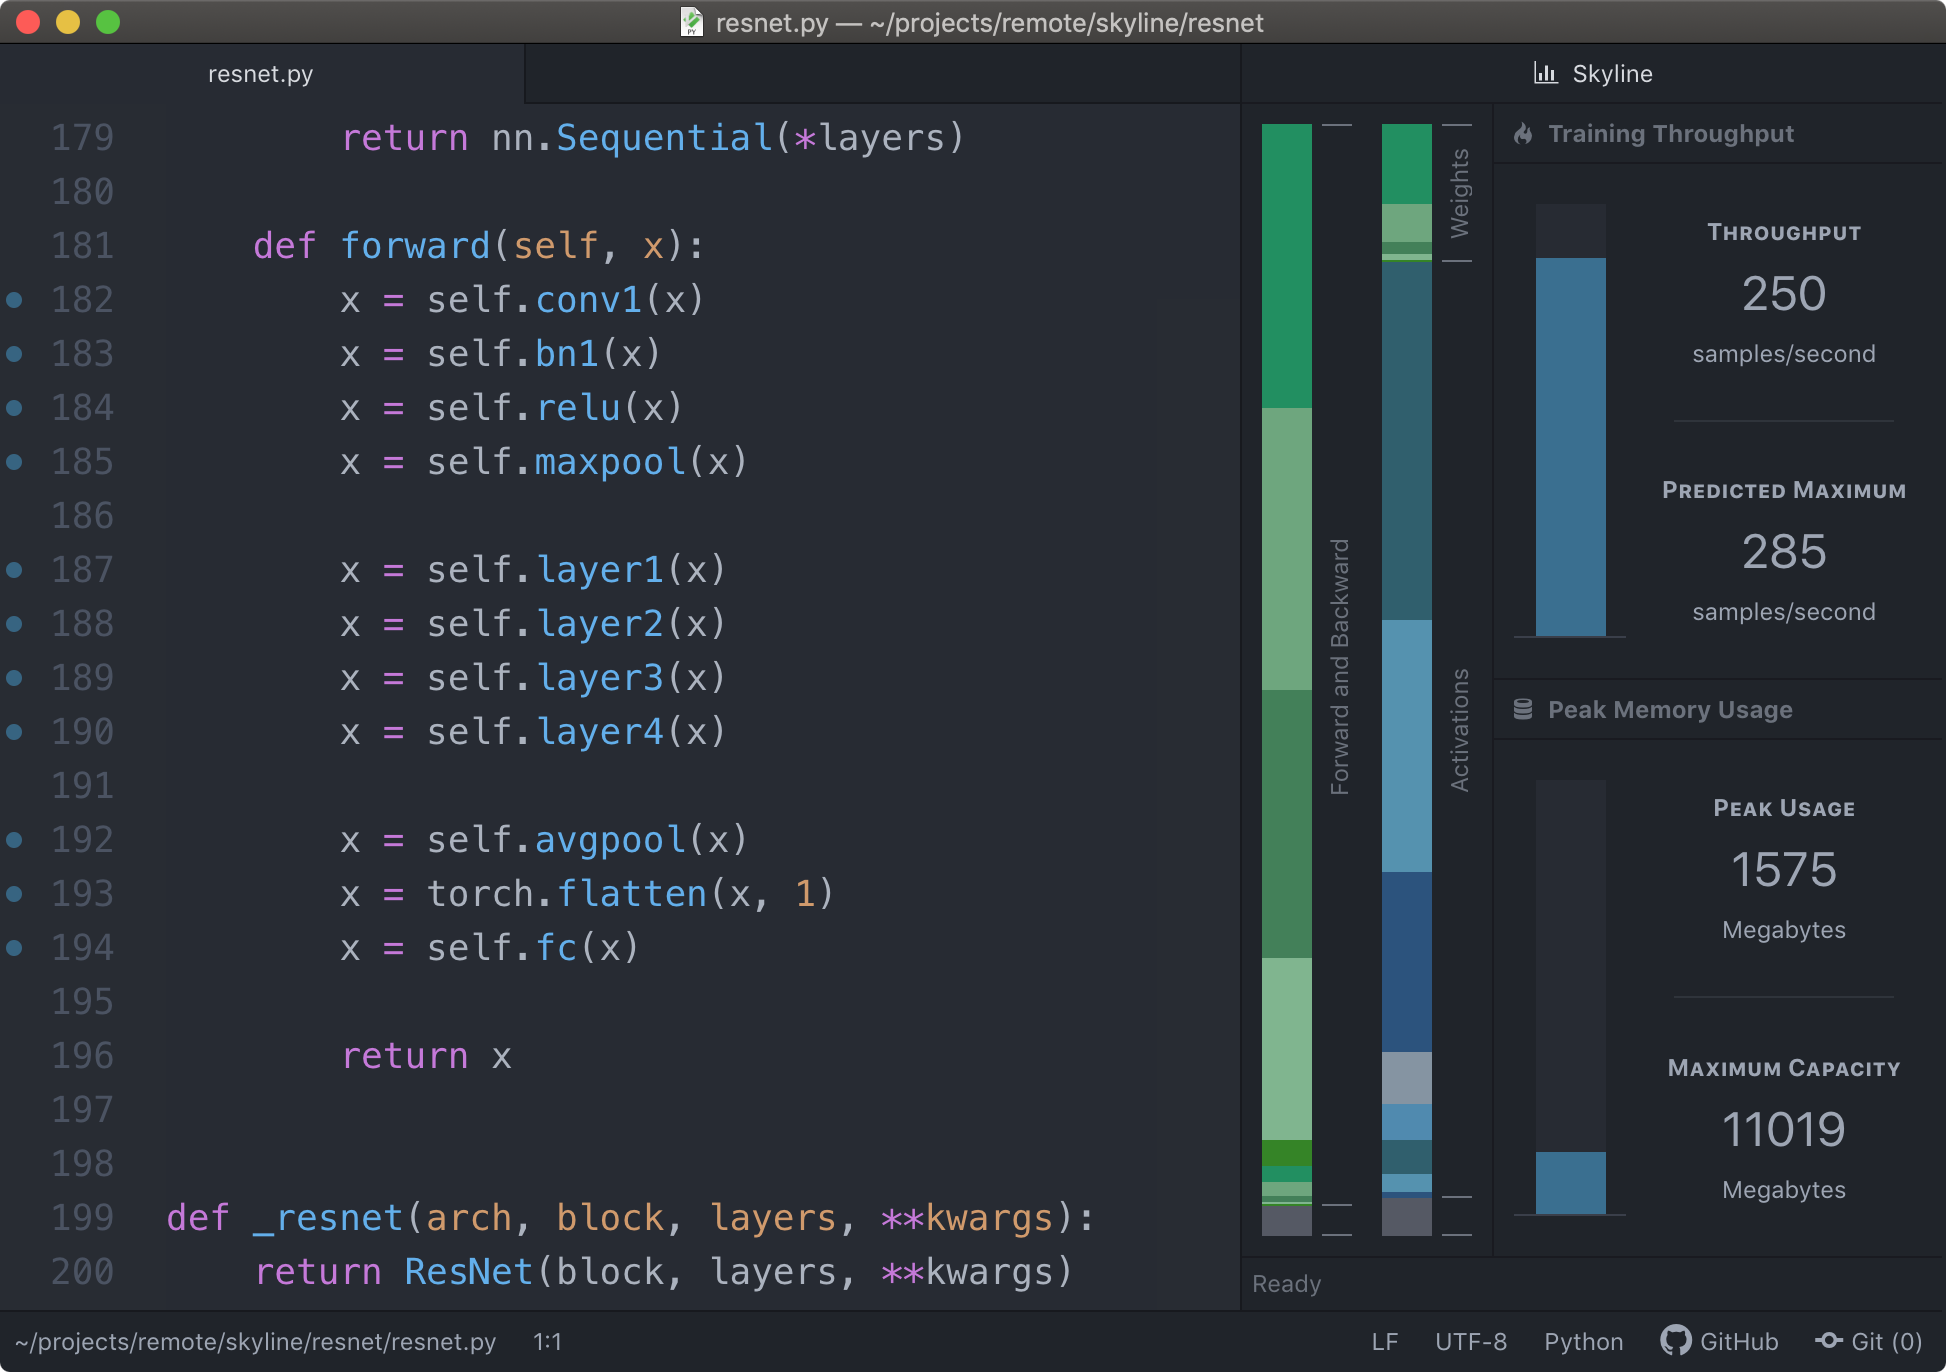 resnet.py — ~/projects/remote/skyline/resnet
resnet.py
179 return nn.Sequential(*layers)
180
181 def forward(self, x):
182 x = self.conv1(x)
183 x = self.bn1(x)
184 x = self.relu(x)
185 x = self.maxpool(x)
186
187 x = self.layer1(x)
188 x = self.layer2(x)
189 x = self.layer3(x)
190 x = self.layer4(x)
191
192 x = self.avgpool(x)
193 x = torch.flatten(x, 1)
194 x = self.fc(x)
195
196 return x
197
198
199 def _resnet(arch, block, layers, **kwargs):
200 return ResNet(block, layers, **kwargs)
Skyline
Forward and Backward
Weights
Activations
Training Throughput
THROUGHPUT
250
samples/second
PREDICTED MAXIMUM
285
samples/second
Peak Memory Usage
PEAK USAGE
1575
Megabytes
MAXIMUM CAPACITY
11019
Megabytes
Ready
~/projects/remote/skyline/resnet/resnet.py 1:1 LF UTF-8 Python GitHub Git (0)
PY